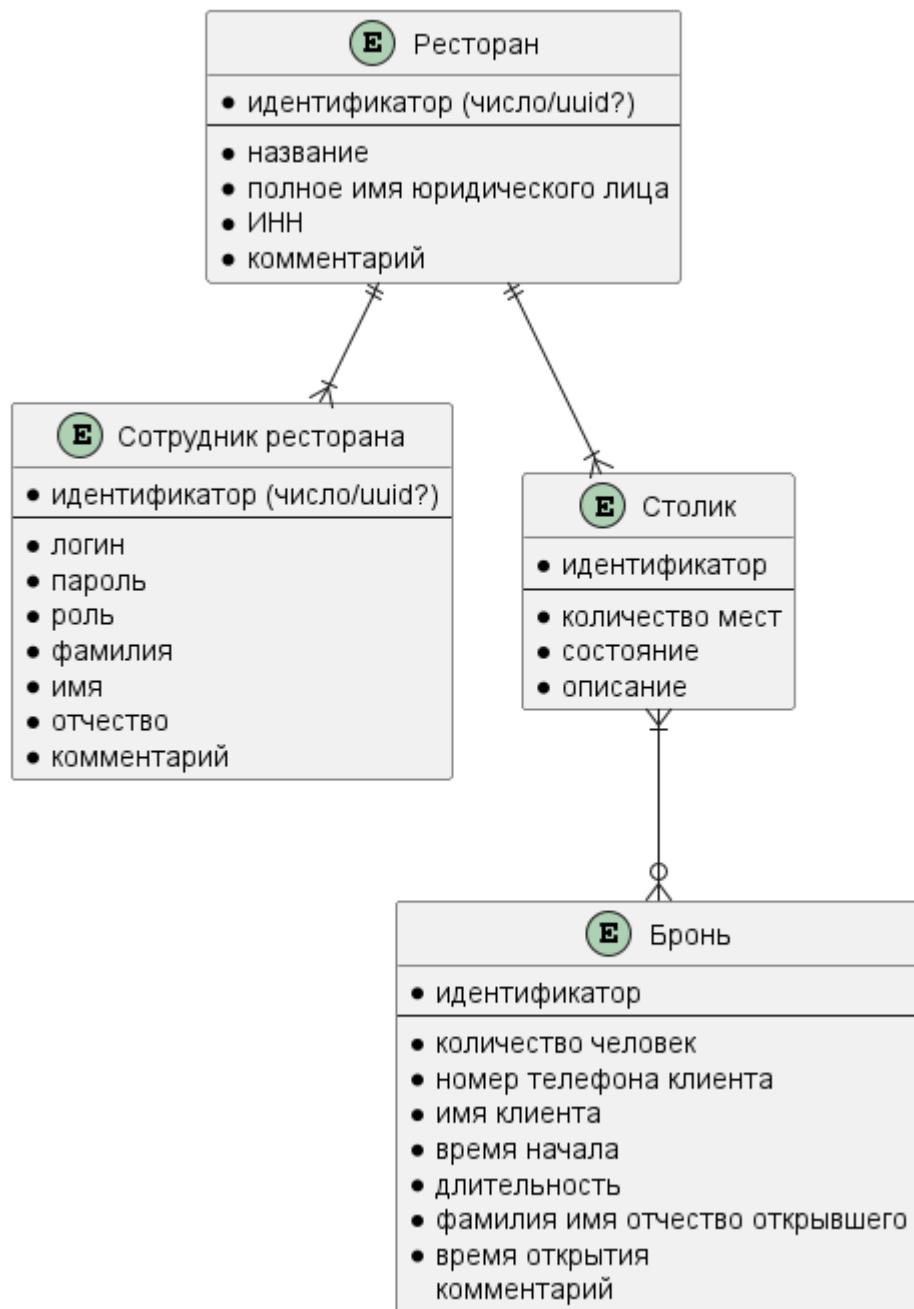 E Ресторан
идентификатор (число/uuid?)
название
полное имя юридического лица
ИНН
комментарий
E Сотрудник ресторана
идентификатор (число/uuid?)
логин
пароль
роль
фамилия
имя
отчество
комментарий
E Столик
идентификатор
количество мест
состояние
описание
E Бронь
идентификатор
количество человек
номер телефона клиента
имя клиента
время начала
длительность
фамилия имя отчество открывшего
время открытия
комментарий